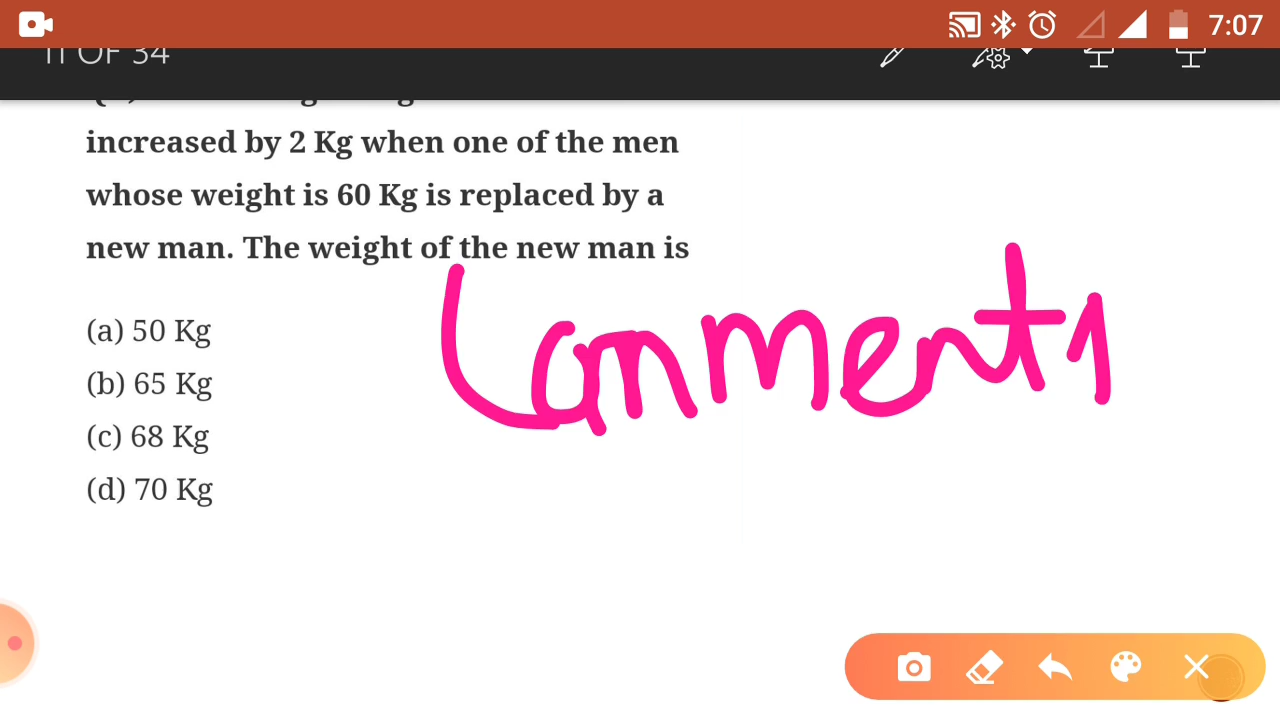 7:07
11 OF 34
increased by 2 Kg when one of the men
whose weight is 60 Kg is replaced by a
new man. The weight of the new man is
(a) 50 Kg
(b) 65 Kg
(c) 68 Kg
(d) 70 Kg